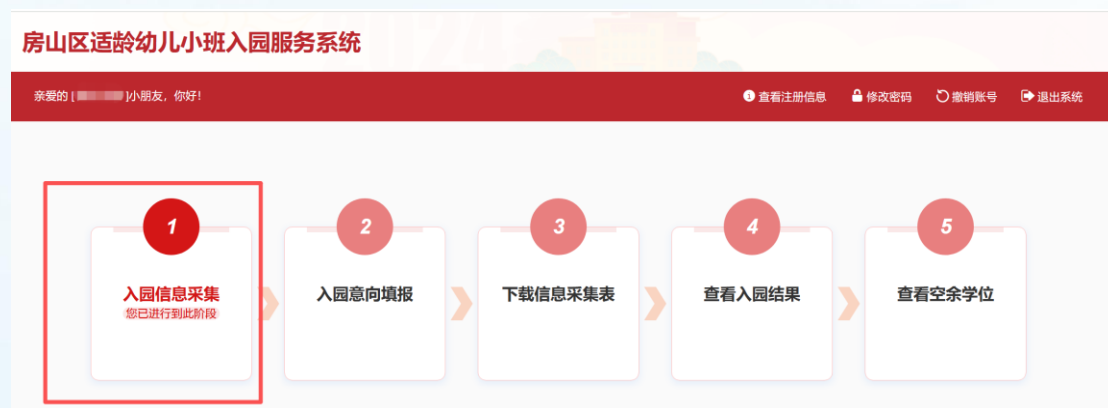 房山区适龄幼儿小班入园服务系统
亲爱的 [ ]小朋友，你好！
查看注册信息 修改密码 撤销账号 退出系统
1 2 3 4 5
入园信息采集 入园意向填报 下载信息采集表 查看入园结果 查看空余学位
您已进行到此阶段